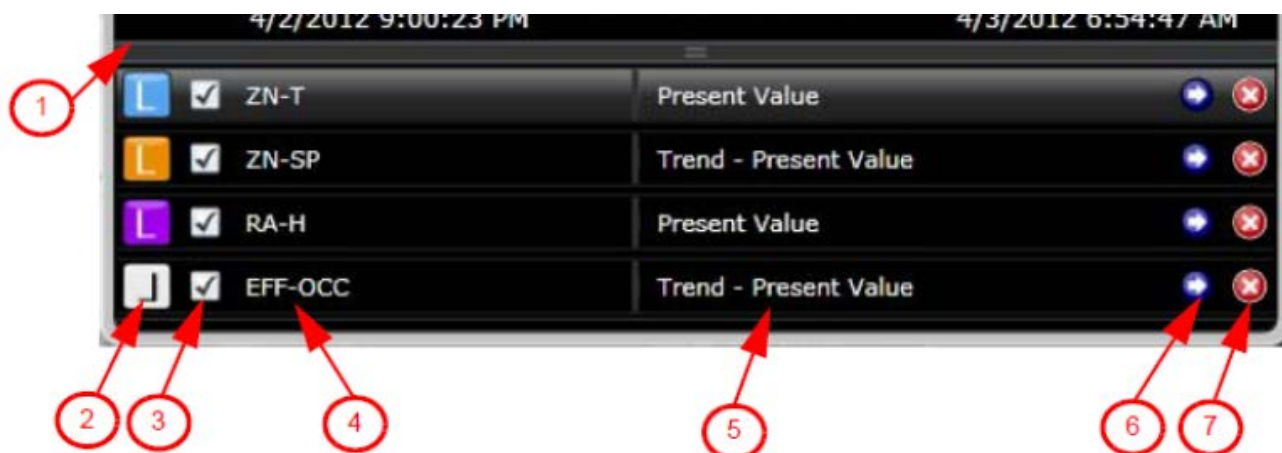 4/2/2012 9:00:23 PM 4/3/2012 6:54:47 AM
1
L ZN-T Present Value
L ZN-SP Trend - Present Value
L RA-H Present Value
EFF-OCC Trend - Present Value
2 3 4 5 6 7